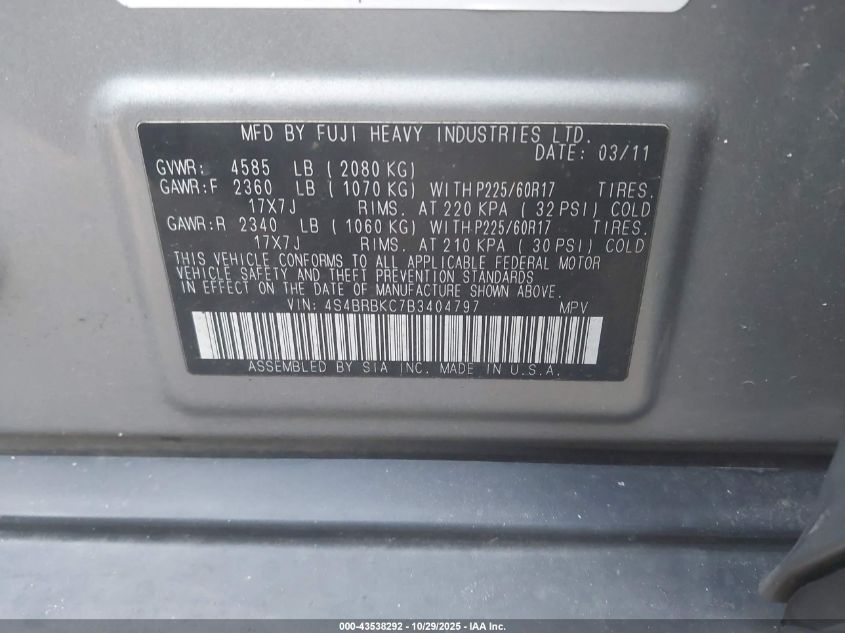 MFD BY FUJI HEAVY INDUSTRIES LTD.
DATE: 03/11
GVWR: 4585 LB ( 2080 KG)
GAWR:F 2360 LB ( 1070 KG) WITH P225/60R17 TIRES.
17X7J RIMS. AT 220 KPA ( 32 PSI) COLD
GAWR:R 2340 LB ( 1060 KG) WITH P225/60R17 TIRES.
17X7J RIMS. AT 210 KPA ( 30 PSI) COLD
THIS VEHICLE CONFORMS TO ALL APPLICABLE FEDERAL MOTOR
VEHICLE SAFETY AND THEFT PREVENTION STANDARDS
IN EFFECT ON THE DATE OF MANUFACTURE SHOWN ABOVE.
VIN: 4S4BRBKC7B3404797 MPV
ASSEMBLED BY SIA INC. MADE IN U.S.A.
000-43538292 - 10/29/2025 - IAA Inc.